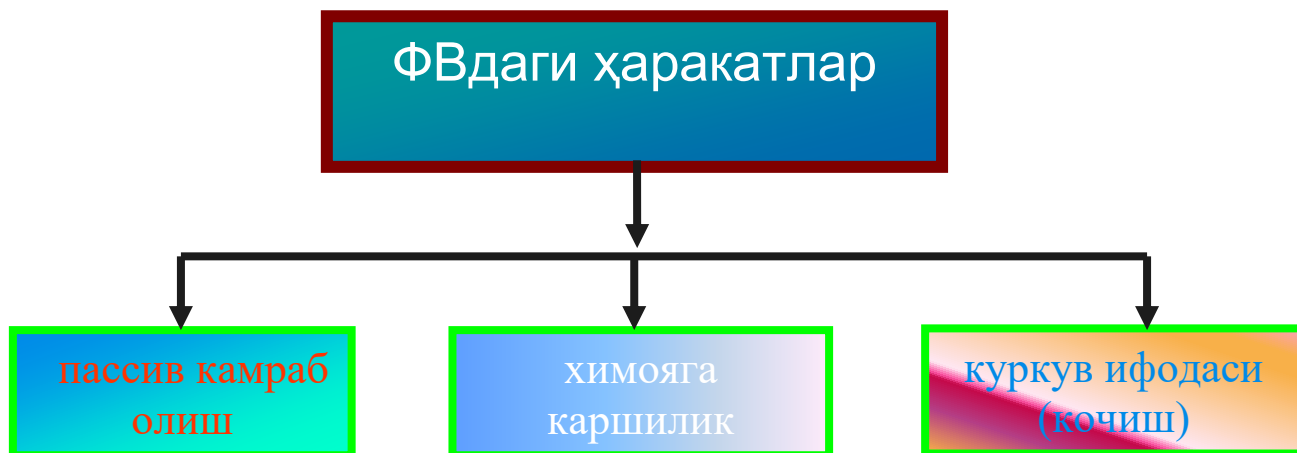 ФВдаги ҳаракатлар
пассив камраб
олиш
химояга
каршилик
куркув ифодаси
(кочиш)